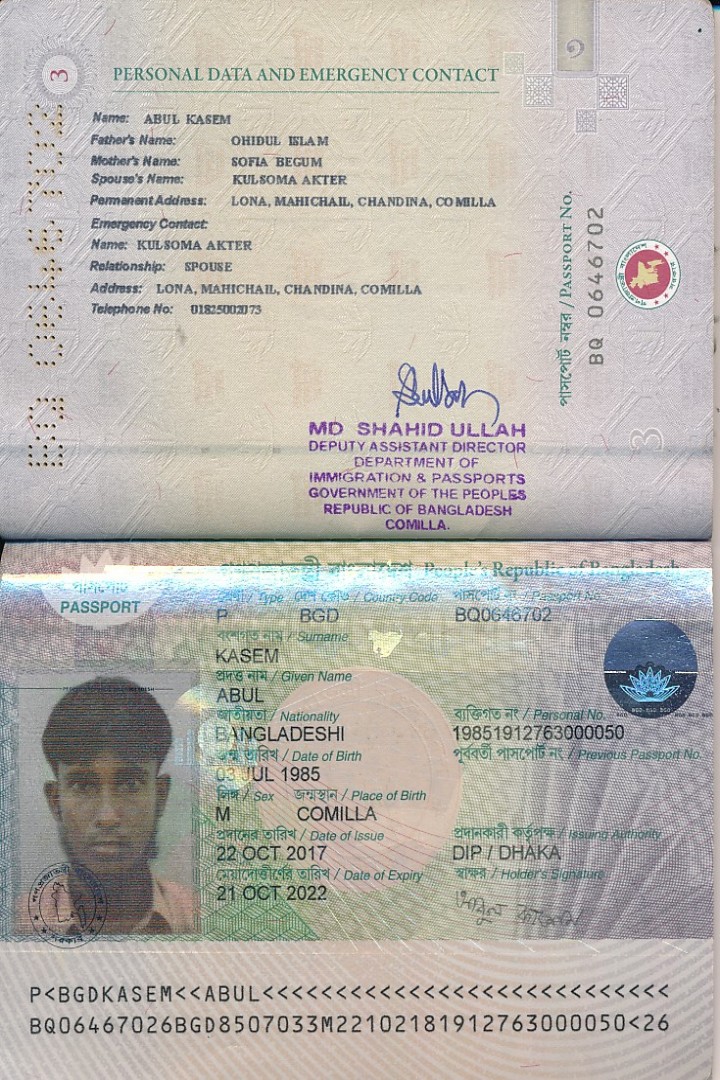 3
PERSONAL DATA AND EMERGENCY CONTACT
Name: ABUL KASEM
Father's Name: OHIDUL ISLAM
Mother's Name: SOFIA BEGUM
Spouse's Name: KULSOMA AKTER
Permanent Address: LONA, MAHICHAIL, CHANDINA, COMILLA
Emergency Contact:
Name: KULSOMA AKTER
Relationship: SPOUSE
Address: LONA, MAHICHAIL, CHANDINA, COMILLA
Telephone No: 01825002073
পাসপোর্ট নম্বর / PASSPORT No.
BQ 0646702
3
MD SHAHID ULLAH
DEPUTY ASSISTANT DIRECTOR
DEPARTMENT OF
IMMIGRATION & PASSPORTS
GOVERNMENT OF THE PEOPLES
REPUBLIC OF BANGLADESH
COMILLA.
People's Republic of Bangladesh
পাসপোর্ট
PASSPORT
শ্রেণী / Type দেশ কোড / Country Code পাসপোর্ট নং / Passport No.
P BGD BQ0646702
বংশগত নাম / Surname
KASEM
প্রদত্ত নাম / Given Name
ABUL
জাতীয়তা / Nationality ব্যক্তিগত নং / Personal No.
BANGLADESHI 19851912763000050
জন্ম তারিখ / Date of Birth পূর্ববর্তী পাসপোর্ট নং / Previous Passport No.
03 JUL 1985
লিঙ্গ / Sex জন্মস্থান / Place of Birth
M COMILLA
প্রদানের তারিখ / Date of Issue প্রদানকারী কর্তৃপক্ষ / Issuing Authority
22 OCT 2017 DIP / DHAKA
মেয়াদোত্তীর্ণের তারিখ / Date of Expiry স্বাক্ষর / Holder's Signature
21 OCT 2022 আবুল কাসেম
P<BGDKASEM<<ABUL<<<<<<<<<<<<<<<<<<<<<<<<<<<<
BQ06467026BGD8507033M22102181912763000050<26